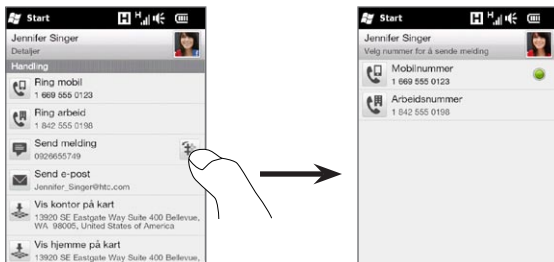 Start
Jennifer Singer
Detaljer
Handling
Ring mobil
1 669 555 0123
Ring arbeid
1 842 555 0198
Send melding
0926655749
Send e-post
Jennifer_Singer@htc.com
Vis kontor på kart
13920 SE Eastgate Way Suite 400 Bellevue,
WA 98005, United States of America
Vis hjemme på kart
13920 SE Eastgate Way Suite 400 Bellevue,
Start
Jennifer Singer
Velg nummer for å sende melding
Mobilnummer
1 669 555 0123
Arbeidsnummer
1 842 555 0198